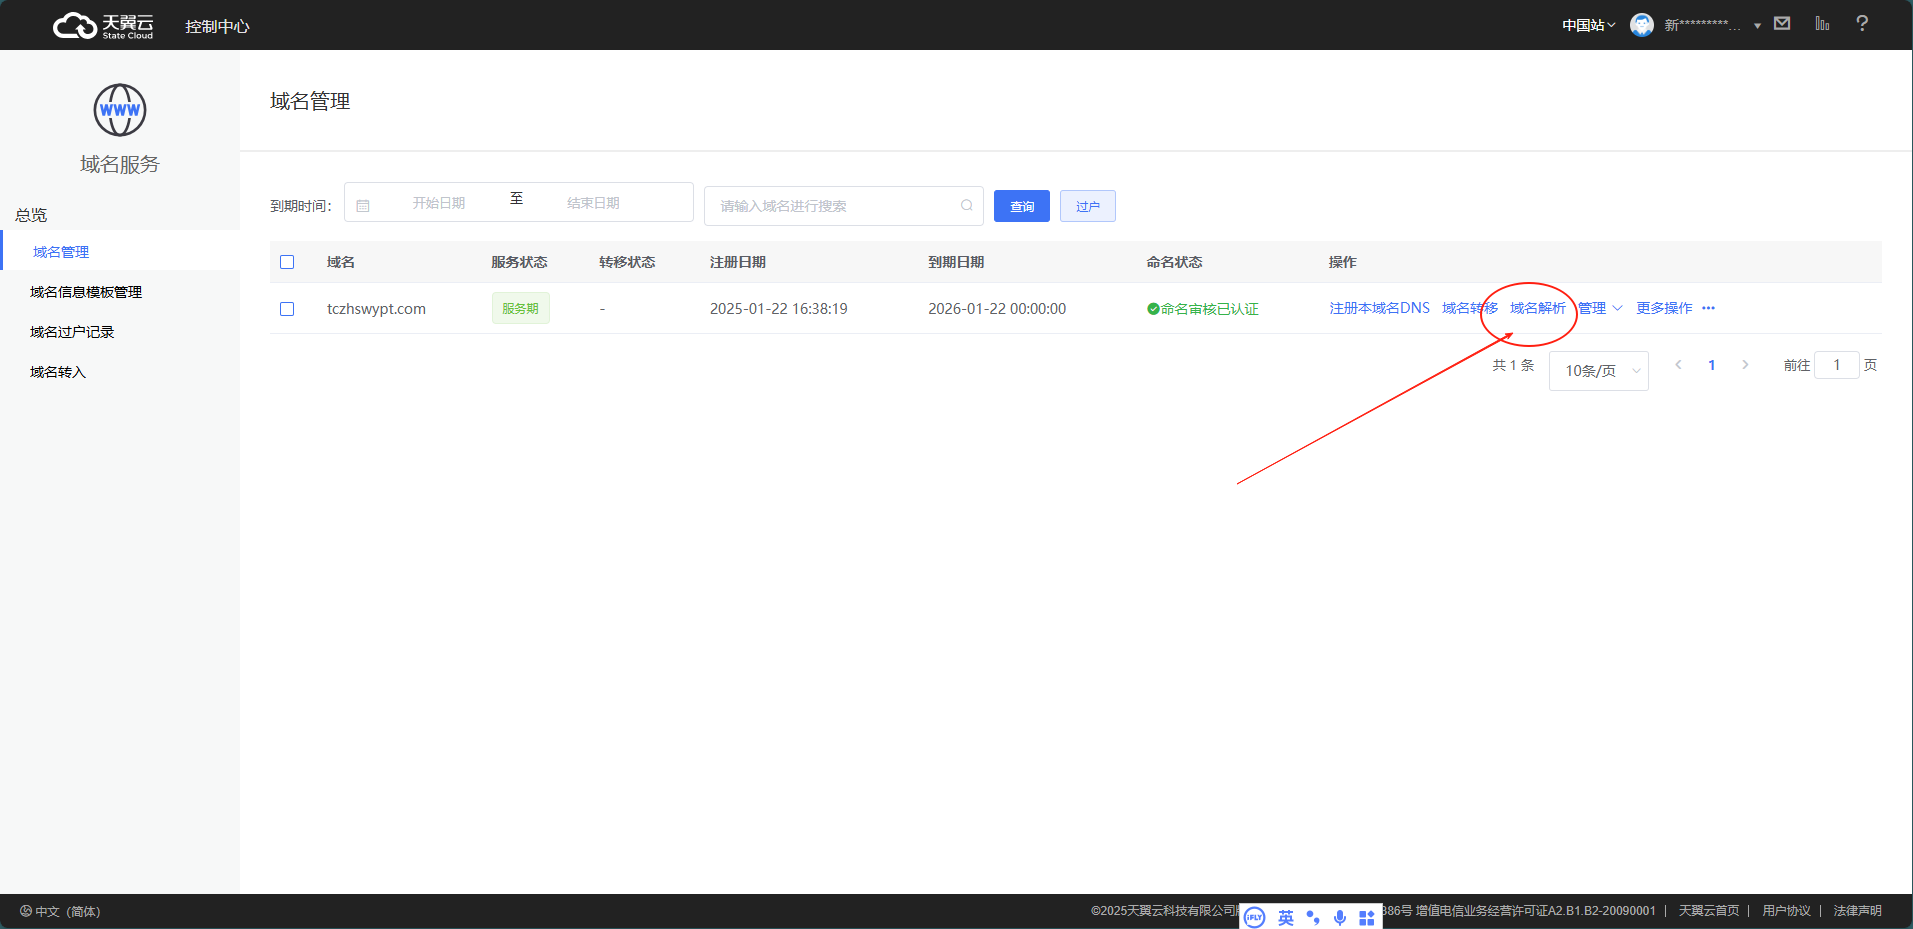 天翼云
State Cloud
控制中心
中国站
新*********...
WWW
域名服务
总览
域名管理
域名信息模板管理
域名过户记录
域名转入
域名管理
到期时间：
开始日期 至 结束日期
请输入域名进行搜索
查询
过户
域名 服务状态 转移状态 注册日期 到期日期 命名状态 操作
tczhswypt.com 服务期 - 2025-01-22 16:38:19 2026-01-22 00:00:00 命名审核已认证 注册本域名DNS 域名转移 域名解析 管理 更多操作 ···
共 1 条 10条/页 1 前往 1 页
中文（简体）
©2025天翼云科技有限公司
iFLY 英
386号 增值电信业务经营许可证A2.B1.B2-20090001 | 天翼云首页 | 用户协议 | 法律声明